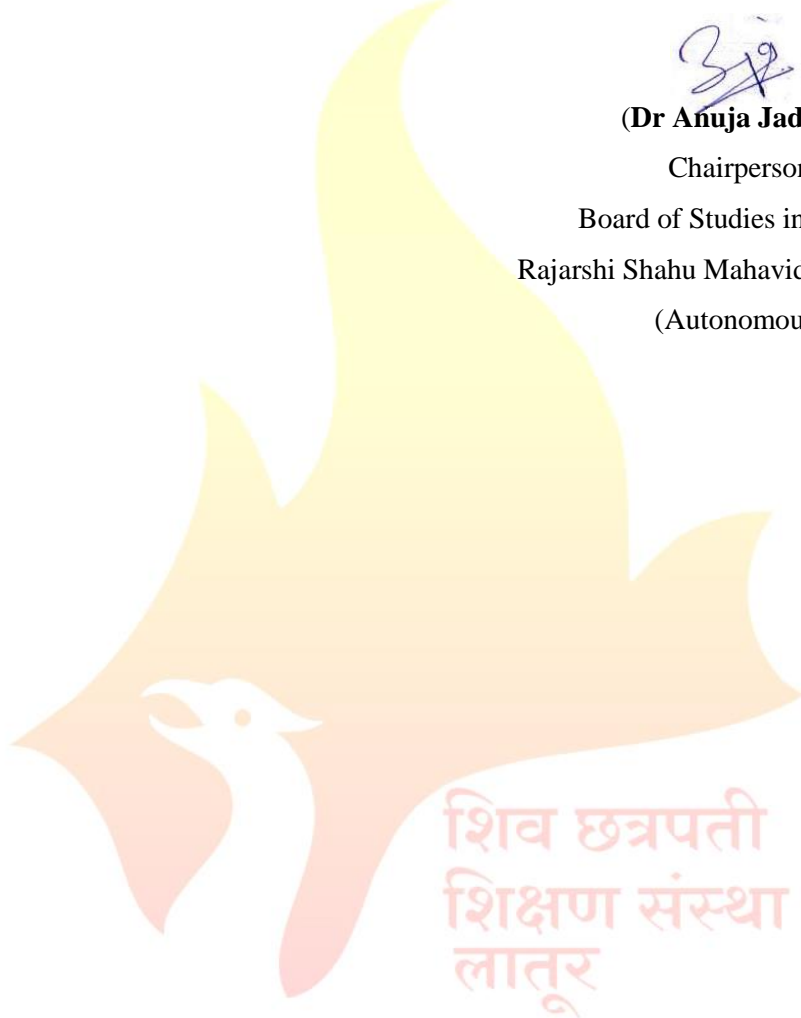 (Dr Anuja Jad
Chairperson
Board of Studies in
Rajarshi Shahu Mahavid
(Autonomou
शिव छत्रपती
शिक्षण संस्था
लातूर